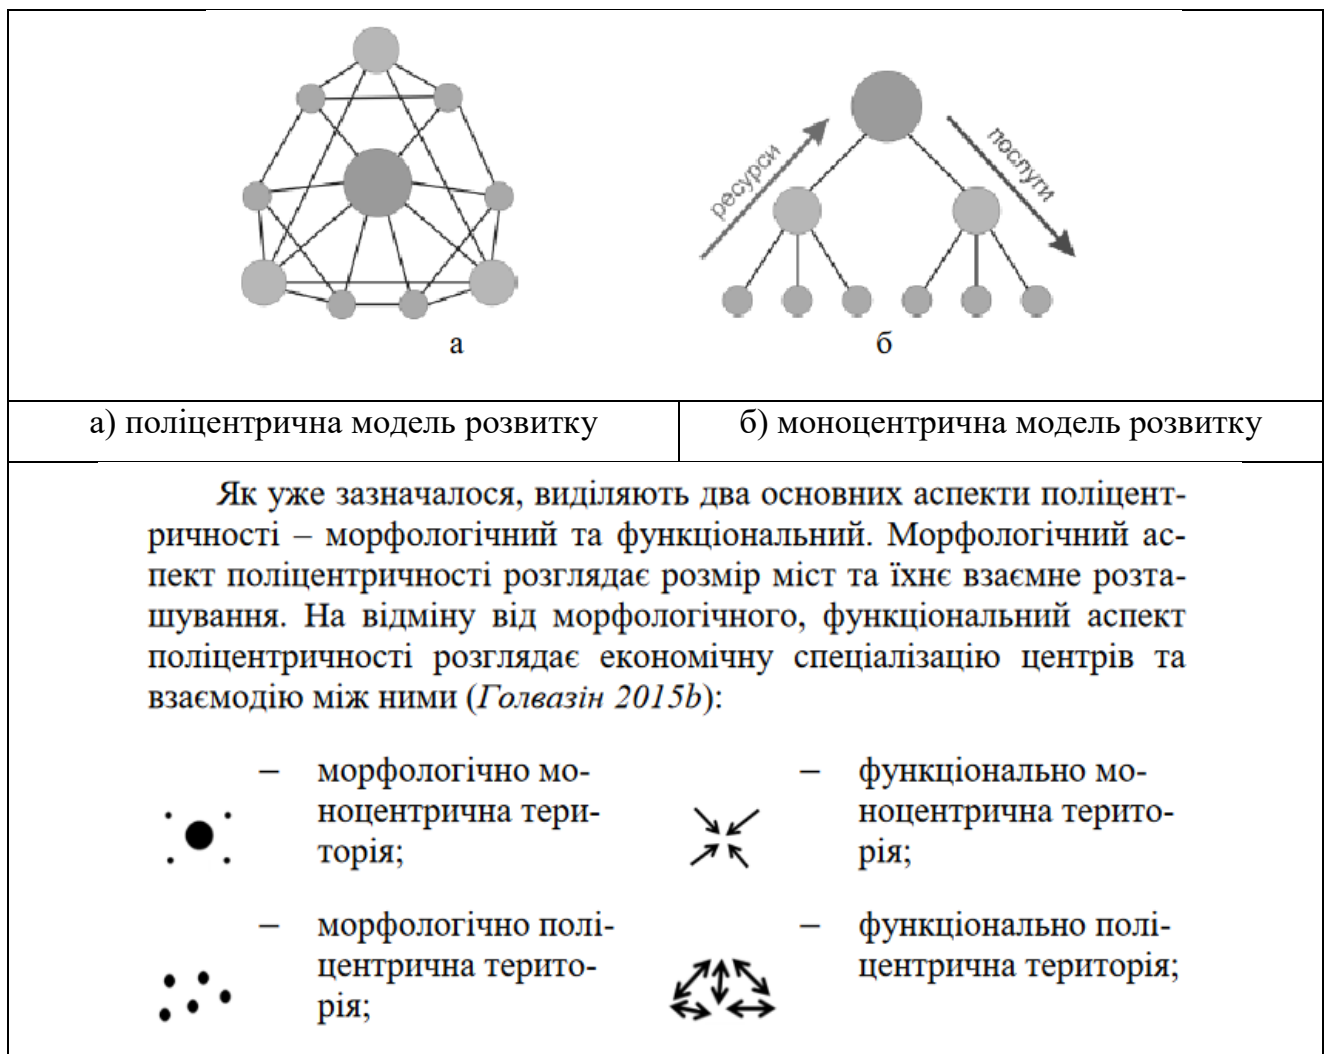 ресурси
послуги
а
б
а) поліцентрична модель розвитку
б) моноцентрична модель розвитку
Як уже зазначалося, виділяють два основних аспекти поліцент-
ричності – морфологічний та функціональний. Морфологічний ас-
пект поліцентричності розглядає розмір міст та їхнє взаємне розта-
шування. На відміну від морфологічного, функціональний аспект
поліцентричності розглядає економічну спеціалізацію центрів та
взаємодію між ними (Голвазін 2015b):
– морфологічно мо-
ноцентрична тери-
торія;
– функціонально мо-
ноцентрична терито-
рія;
– морфологічно полі-
центрична терито-
рія;
– функціонально полі-
центрична територія;